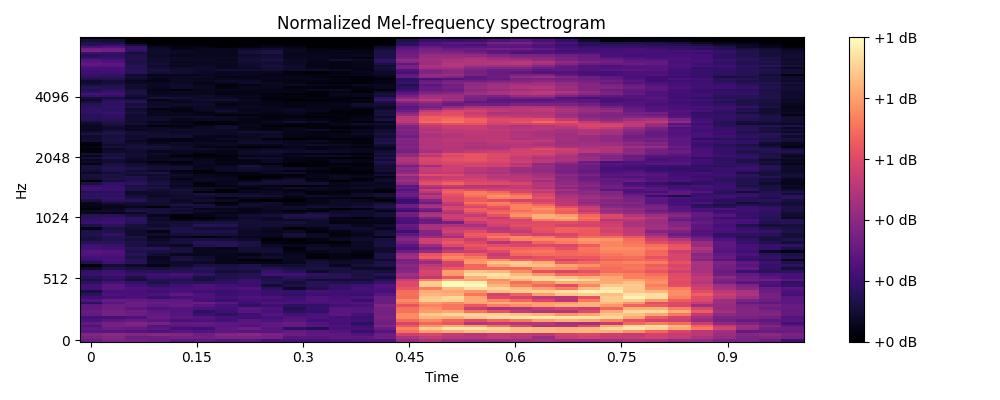 Normalized Mel-frequency spectrogram
Hz
4096
2048
1024
512
0
0 0.15 0.3 0.45 0.6 0.75 0.9
Time
+1 dB
+1 dB
+1 dB
+0 dB
+0 dB
+0 dB